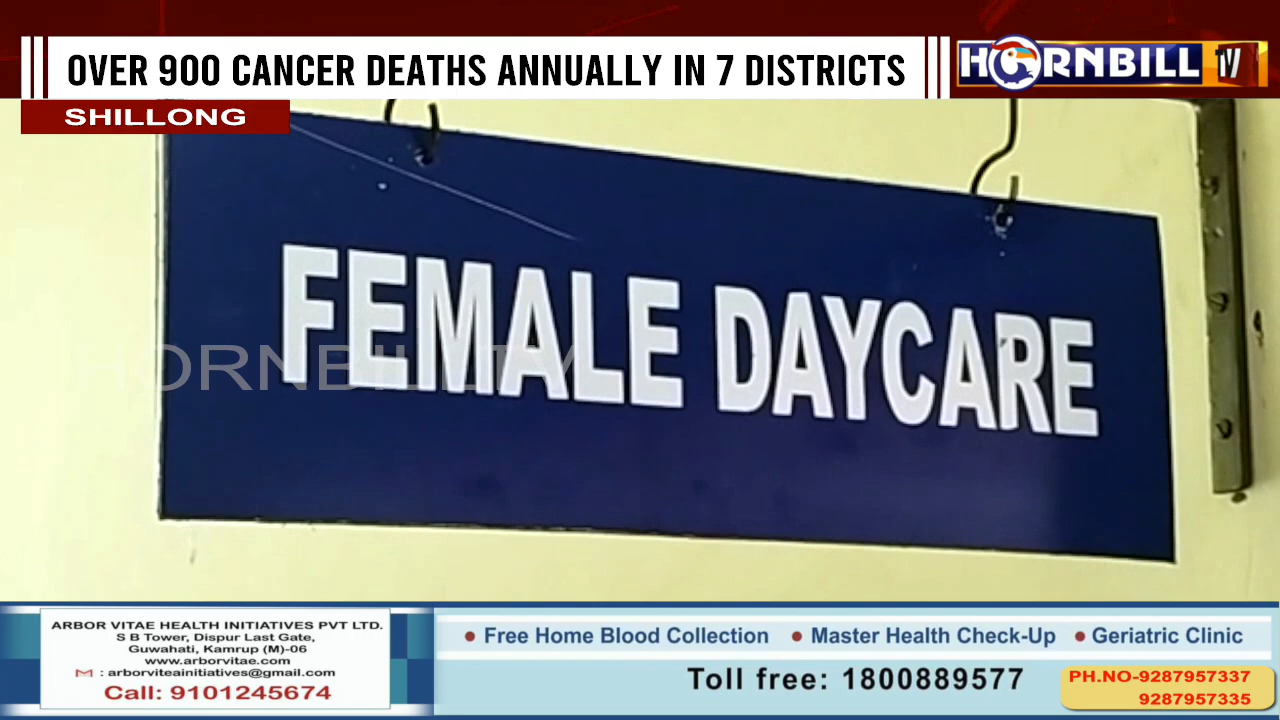 OVER 900 CANCER DEATHS ANNUALLY IN 7 DISTRICTS
HORNBILL TV
SHILLONG
FEMALE DAYCARE
HORNBILL TV
ARBOR VITAE HEALTH INITIATIVES PVT LTD.
S B Tower, Dispur Last Gate,
Guwahati, Kamrup (M)-06
www.arborvitae.com
: arborviteainitiatives@gmail.com
Call: 9101245674
• Free Home Blood Collection • Master Health Check-Up • Geriatric Clinic
Toll free: 1800889577
PH.NO-9287957337
9287957335